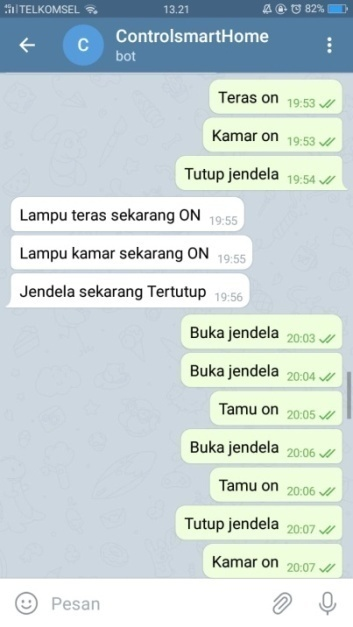 TELKOMSEL 13.21 82%
ControlsmartHome
C
bot
Teras on 19:53
Kamar on 19:53
Tutup jendela 19:54
Lampu teras sekarang ON 19:55
Lampu kamar sekarang ON 19:55
Jendela sekarang Tertutup 19:56
Buka jendela 20:03
Buka jendela 20:04
Tamu on 20:05
Buka jendela 20:06
Tamu on 20:06
Tutup jendela 20:07
Kamar on 20:07
Pesan